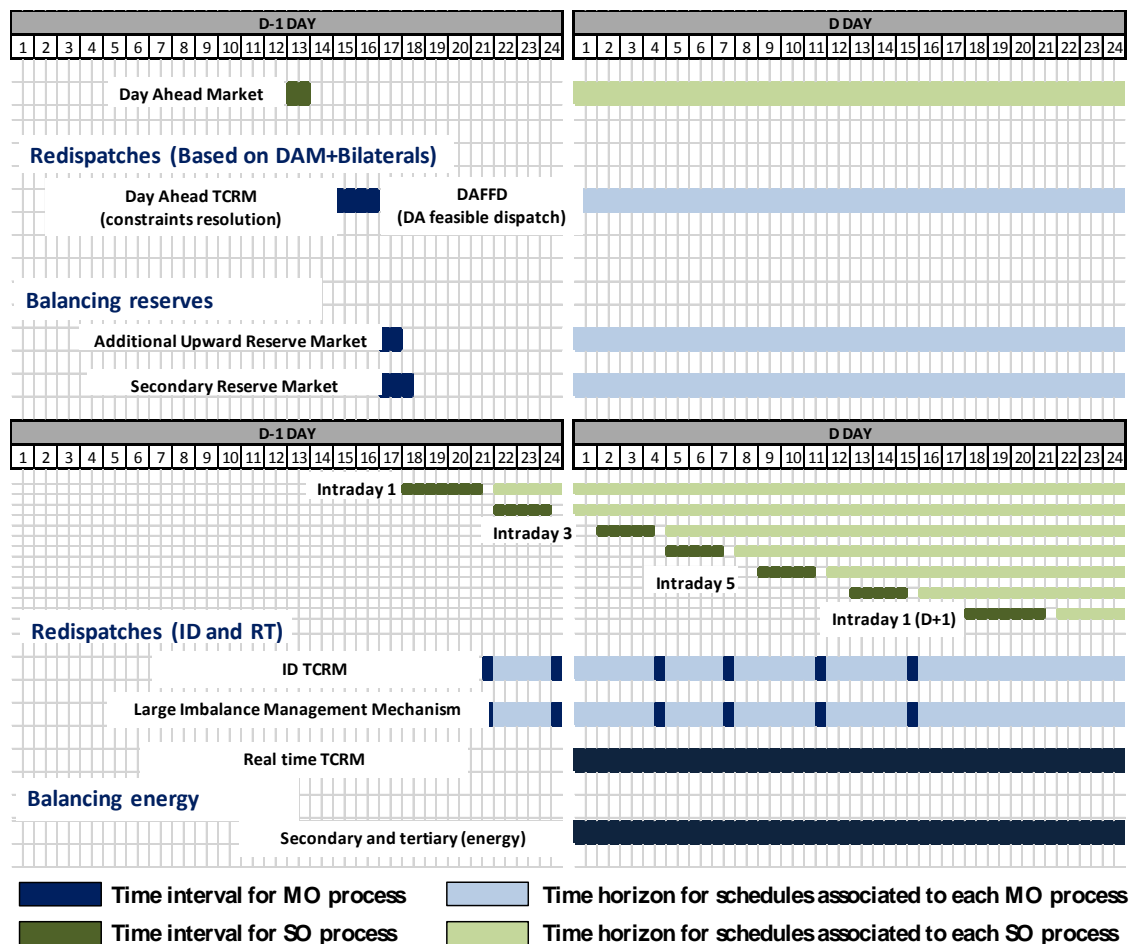 D-1 DAY D DAY
1 2 3 4 5 6 7 8 9 10 11 12 13 14 15 16 17 18 19 20 21 22 23 24 1 2 3 4 5 6 7 8 9 10 11 12 13 14 15 16 17 18 19 20 21 22 23 24
Day Ahead Market
Redispatches (Based on DAM+Bilaterals)
Day Ahead TCRM DAFFD
(constraints resolution) (DA feasible dispatch)
Balancing reserves
Additional Upward Reserve Market
Secondary Reserve Market
D-1 DAY D DAY
1 2 3 4 5 6 7 8 9 10 11 12 13 14 15 16 17 18 19 20 21 22 23 24 1 2 3 4 5 6 7 8 9 10 11 12 13 14 15 16 17 18 19 20 21 22 23 24
Intraday 1
Intraday 3
Intraday 5
Intraday 1 (D+1)
Redispatches (ID and RT)
ID TCRM
Large Imbalance Management Mechanism
Real time TCRM
Balancing energy
Secondary and tertiary (energy)
Time interval for MO process Time horizon for schedules associated to each MO process
Time interval for SO process Time horizon for schedules associated to each SO process